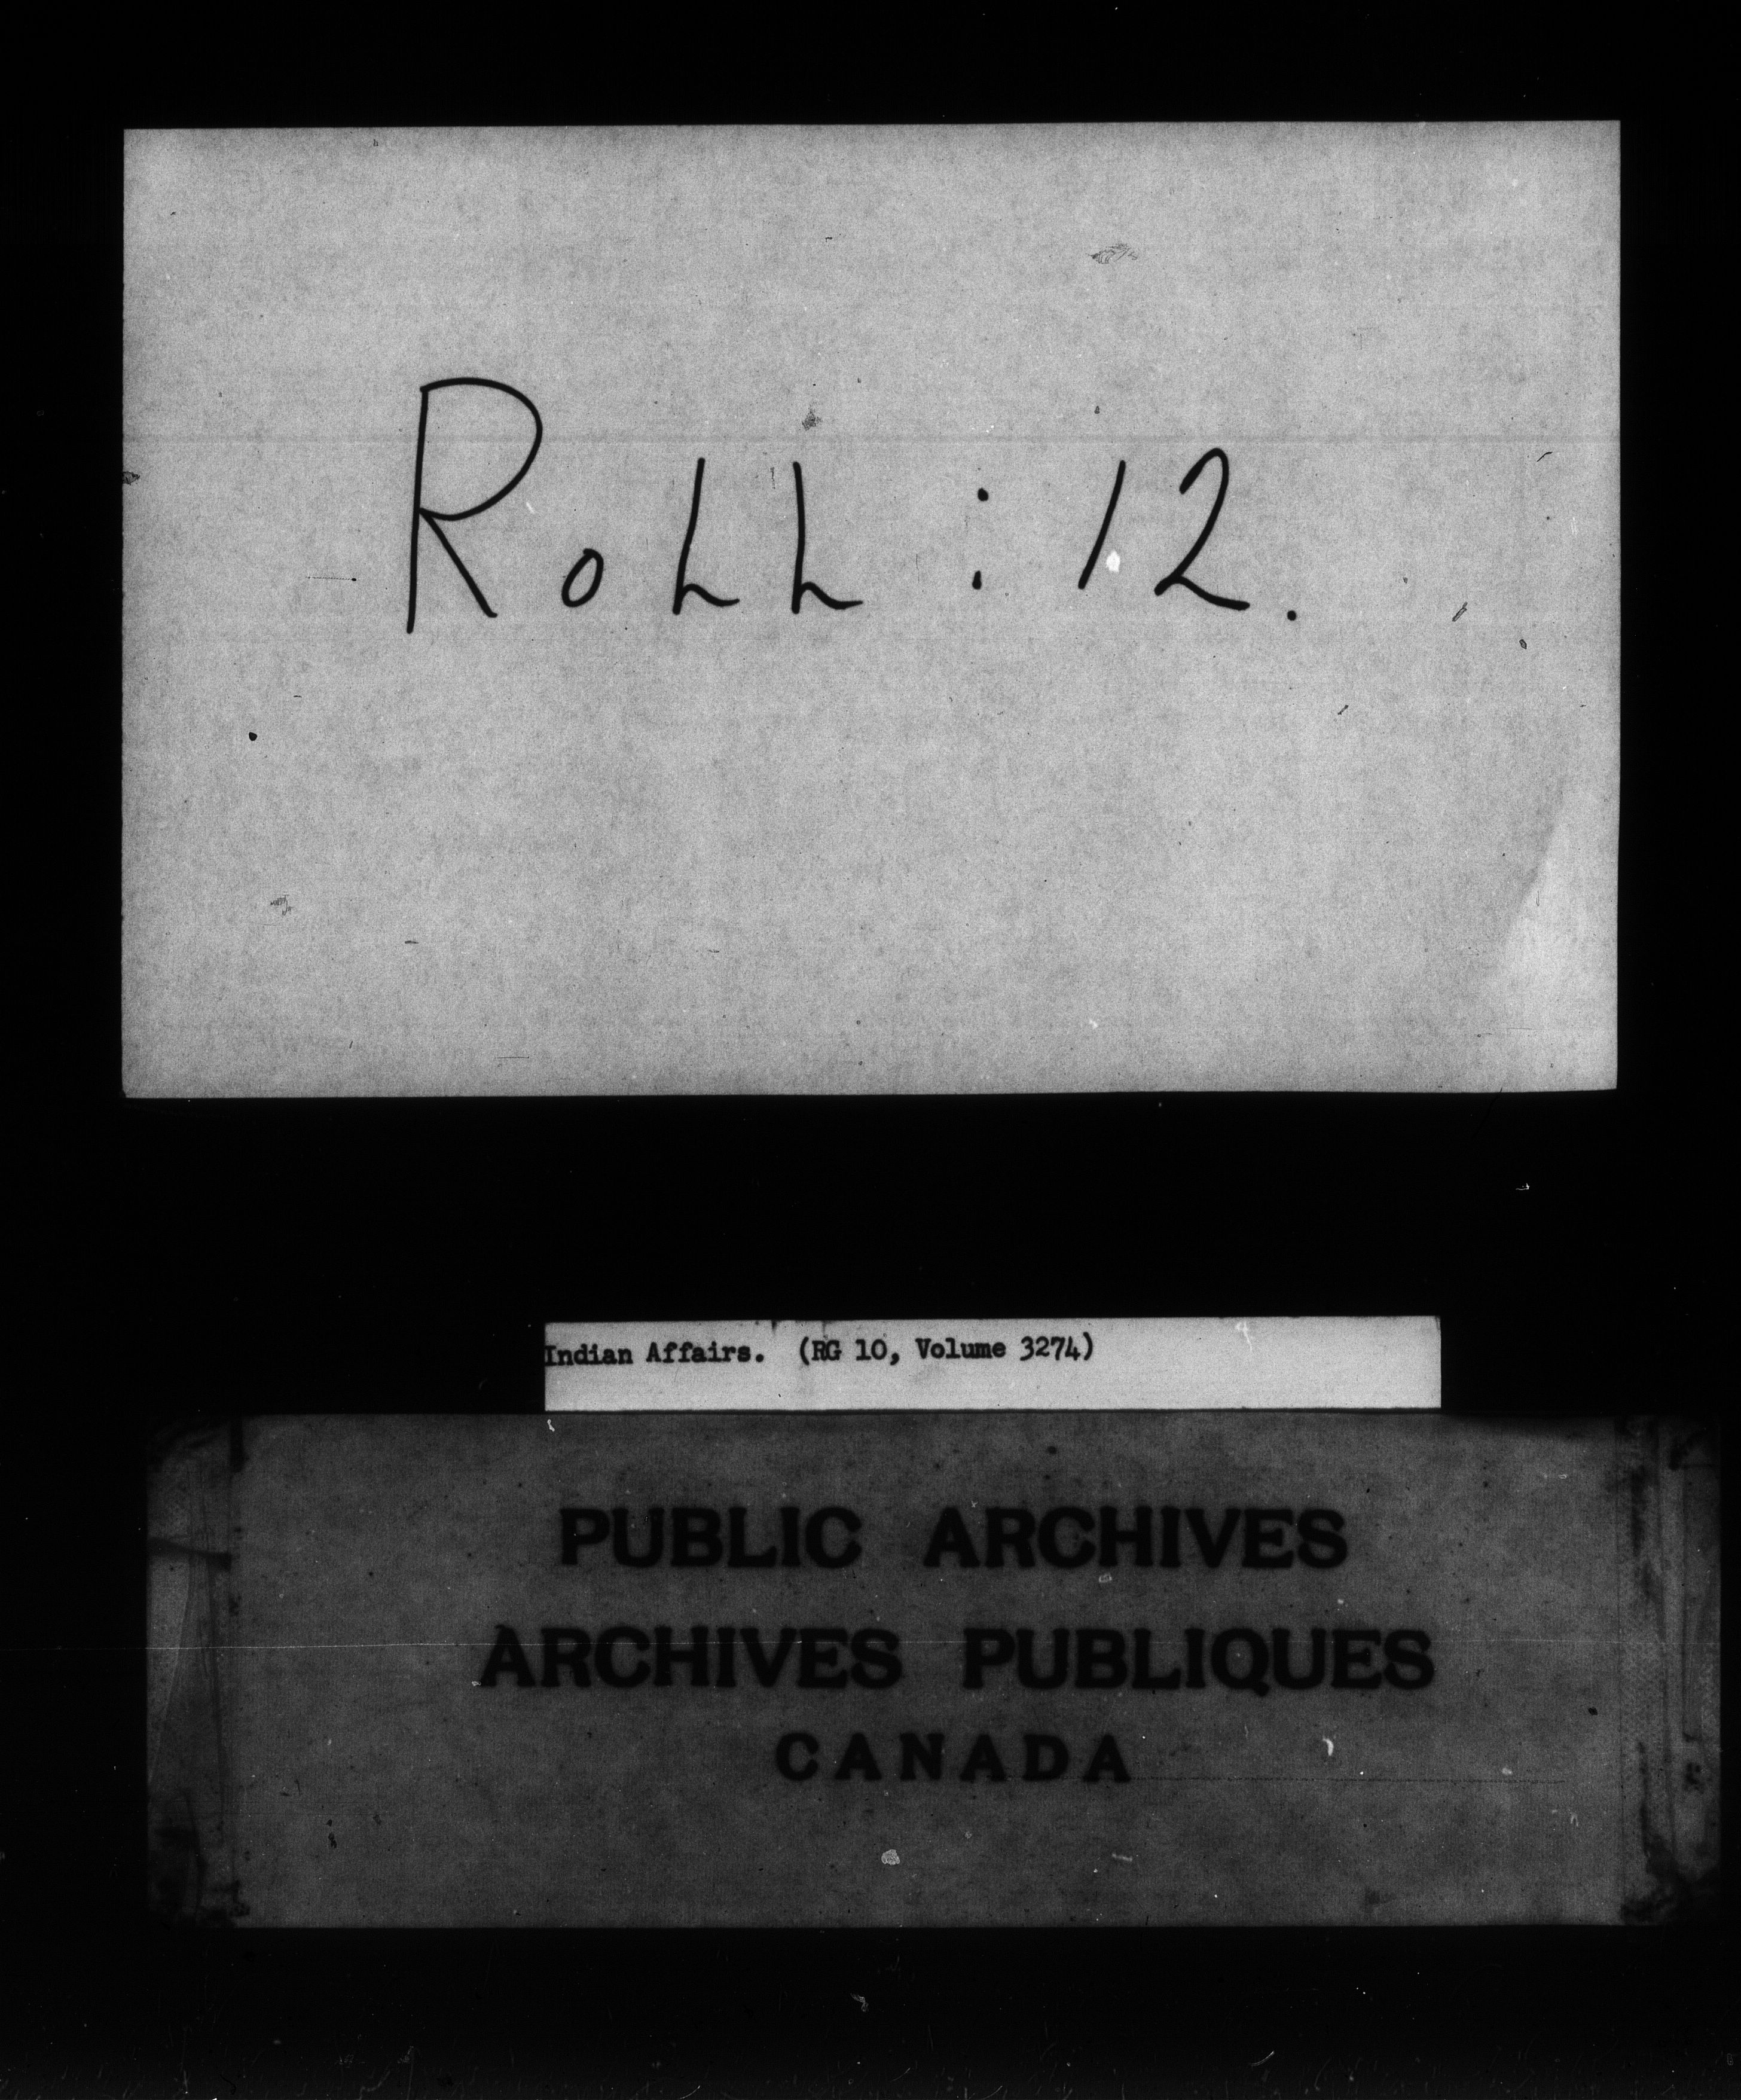 RoLL : 12.
Indian Affairs. (RG 10, Volume 3274)
PUBLIC ARCHIVES
ARCHIVES PUBLIQUES
CANADA